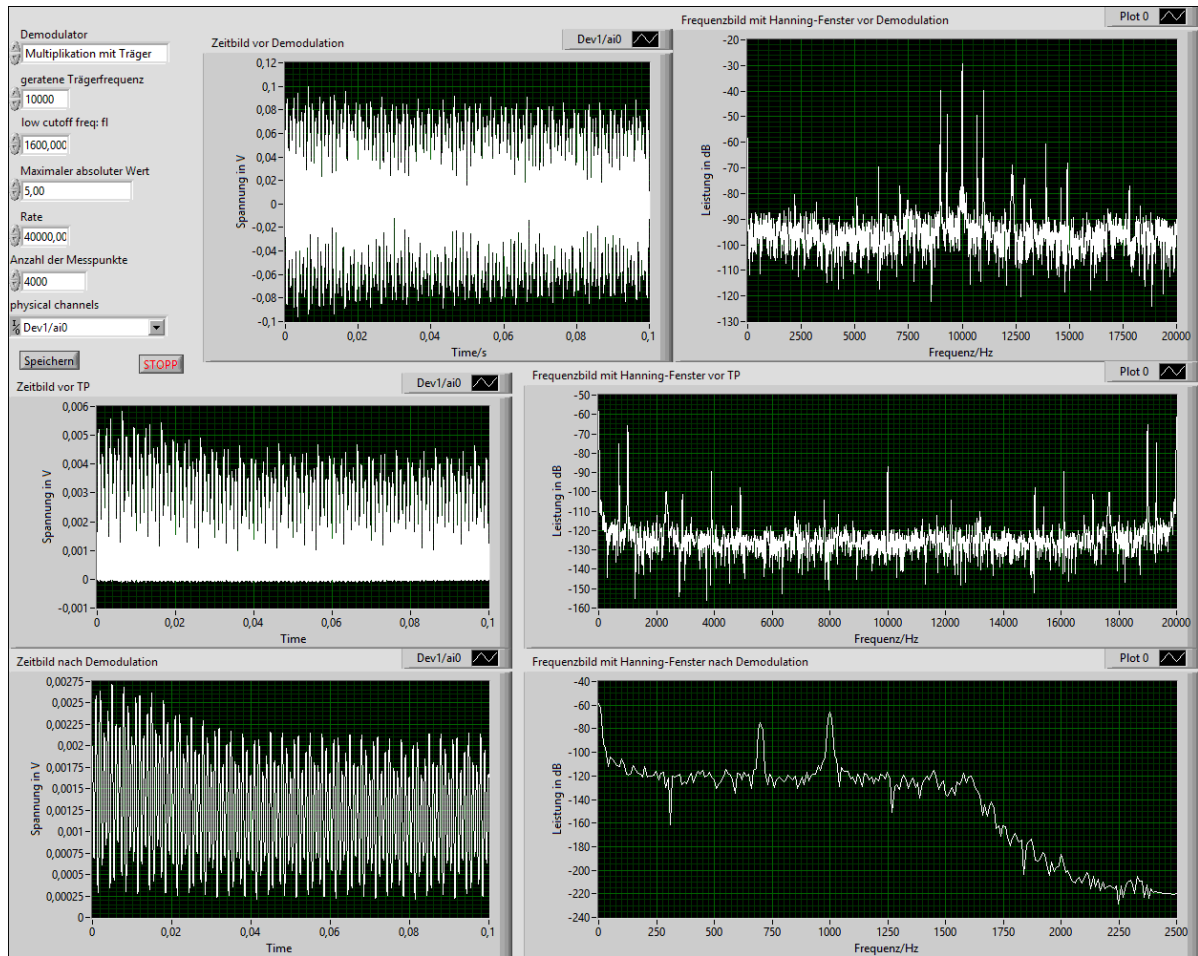 Demodulator
Multiplikation mit Träger
geratene Trägerfrequenz
10000
low cutoff freq: fl
1600,000
Maximaler absoluter Wert
5,00
Rate
40000,00
Anzahl der Messpunkte
4000
physical channels
Dev1/ai0
Speichern
STOPP
Zeitbild vor Demodulation
Dev1/ai0
Spannung in V
0,12
0,1
0,08
0,06
0,04
0,02
0
-0,02
-0,04
-0,06
-0,08
-0,1
0 0,02 0,04 0,06 0,08 0,1
Time/s
Frequenzbild mit Hanning-Fenster vor Demodulation
Plot 0
Leistung in dB
-20
-30
-40
-50
-60
-70
-80
-90
-100
-110
-120
-130
0 2500 5000 7500 10000 12500 15000 17500 20000
Frequenz/Hz
Zeitbild vor TP
Dev1/ai0
Spannung in V
0,006
0,005
0,004
0,003
0,002
0,001
0
-0,001
0 0,02 0,04 0,06 0,08 0,1
Time
Frequenzbild mit Hanning-Fenster vor TP
Plot 0
Leistung in dB
-50
-60
-70
-80
-90
-100
-110
-120
-130
-140
-150
-160
0 2000 4000 6000 8000 10000 12000 14000 16000 18000 20000
Frequenz/Hz
Zeitbild nach Demodulation
Dev1/ai0
Spannung in V
0,00275
0,0025
0,00225
0,002
0,00175
0,0015
0,00125
0,001
0,00075
0,0005
0,00025
0
0 0,02 0,04 0,06 0,08 0,1
Time
Frequenzbild mit Hanning-Fenster nach Demodulation
Plot 0
Leistung in dB
-40
-60
-80
-100
-120
-140
-160
-180
-200
-220
-240
0 250 500 750 1000 1250 1500 1750 2000 2250 2500
Frequenz/Hz